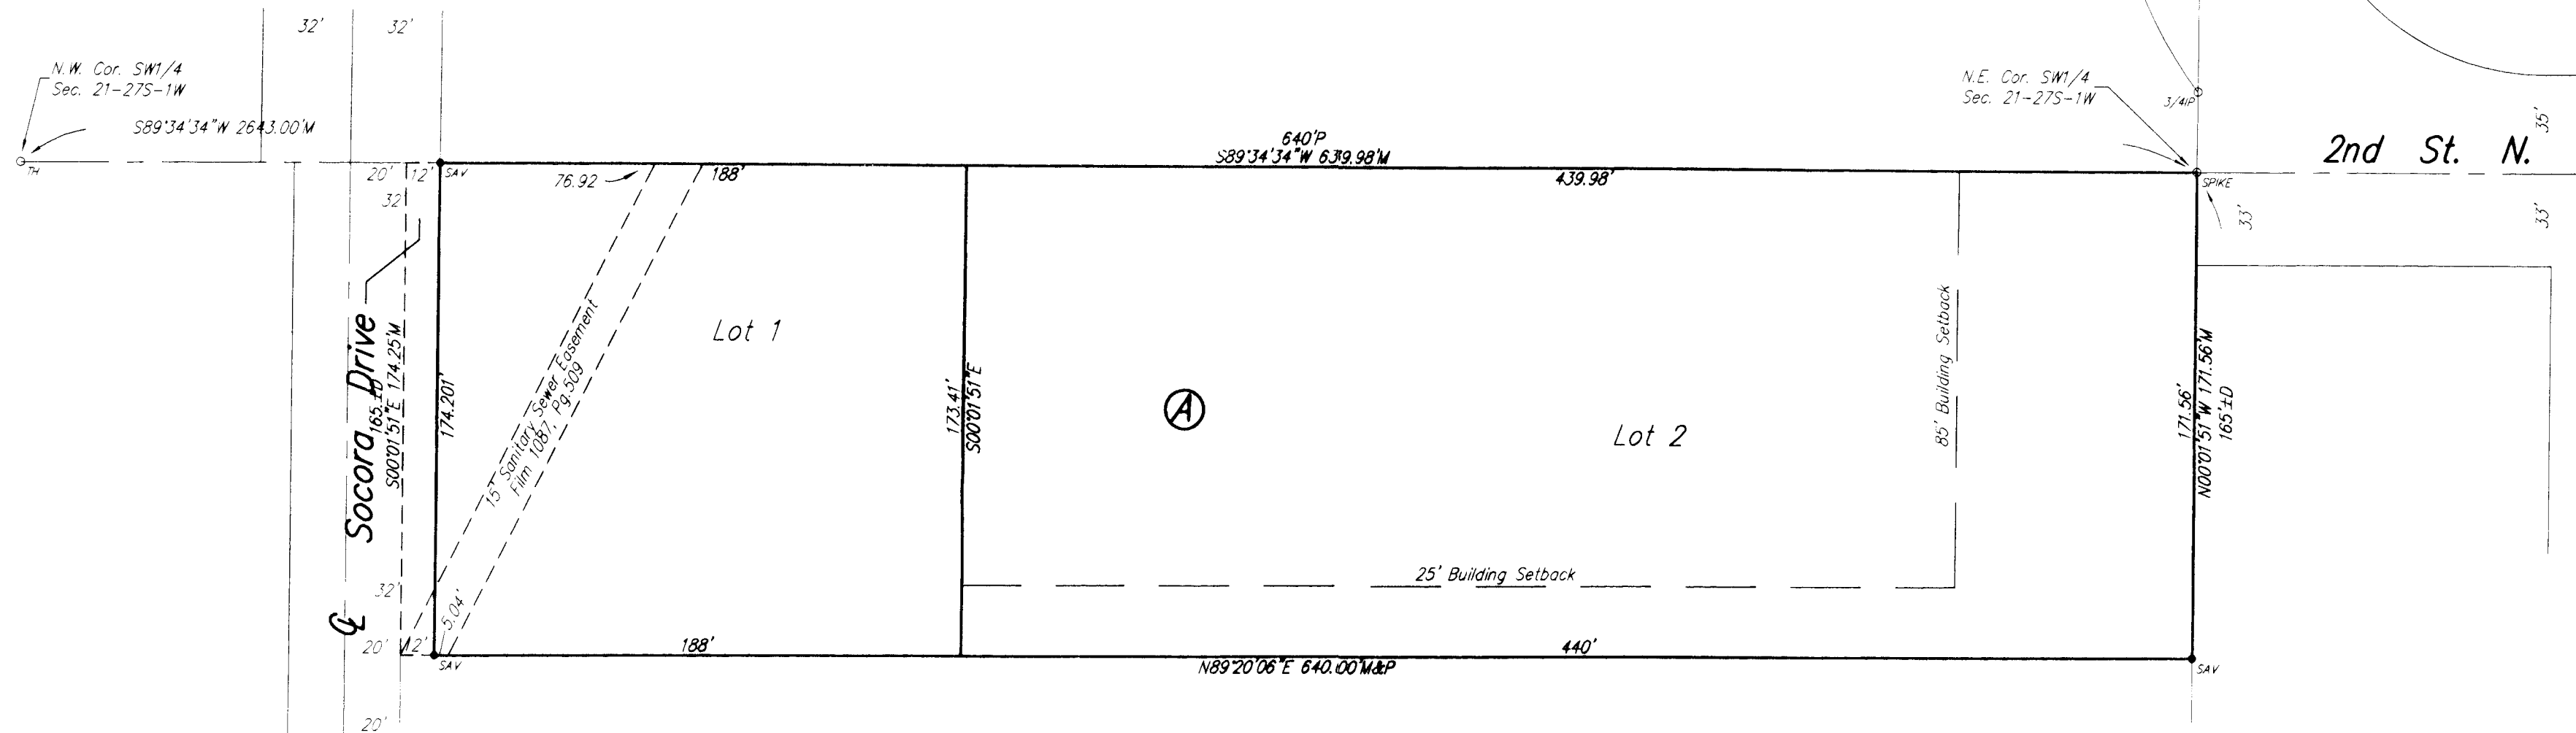 32'
32'
N.W. Cor. SW1/4
Sec. 21-27S-1W
S89°34'34"W 2643.00'M
TH
N.E. Cor. SW1/4
Sec. 21-27S-1W
3/4IP
35'
2nd St. N.
640'P
S89°34'34"W 639.98'M
20'
12'
SAV
76.92
188'
439.98'
SPIKE
33'
33'
32'
Lot 1
Lot 2
A
Socora Drive
165.±D
S00°01'51"E 174.25'M
174.201'
15' Sanitary Sewer Easement
Film 1087, Pg.509
173.41'
S00°01'51"E
85' Building Setback
171.56'
N00°01'51"W 171.56'M
165'±D
25' Building Setback
32'
5.04'
℄
20'
12'
SAV
188'
440'
N89°20'06"E 640.00'M&P
SAV
20'